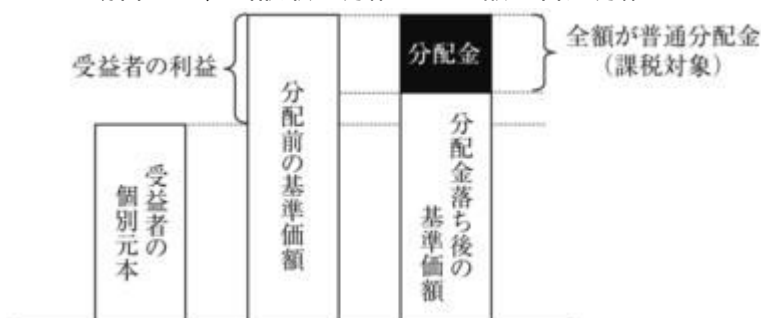 受益者の利益
分配金
全額が普通分配金
（課税対象）
受益者の
個別元本
分配前の基準価額
分配金落ち後の
基準価額